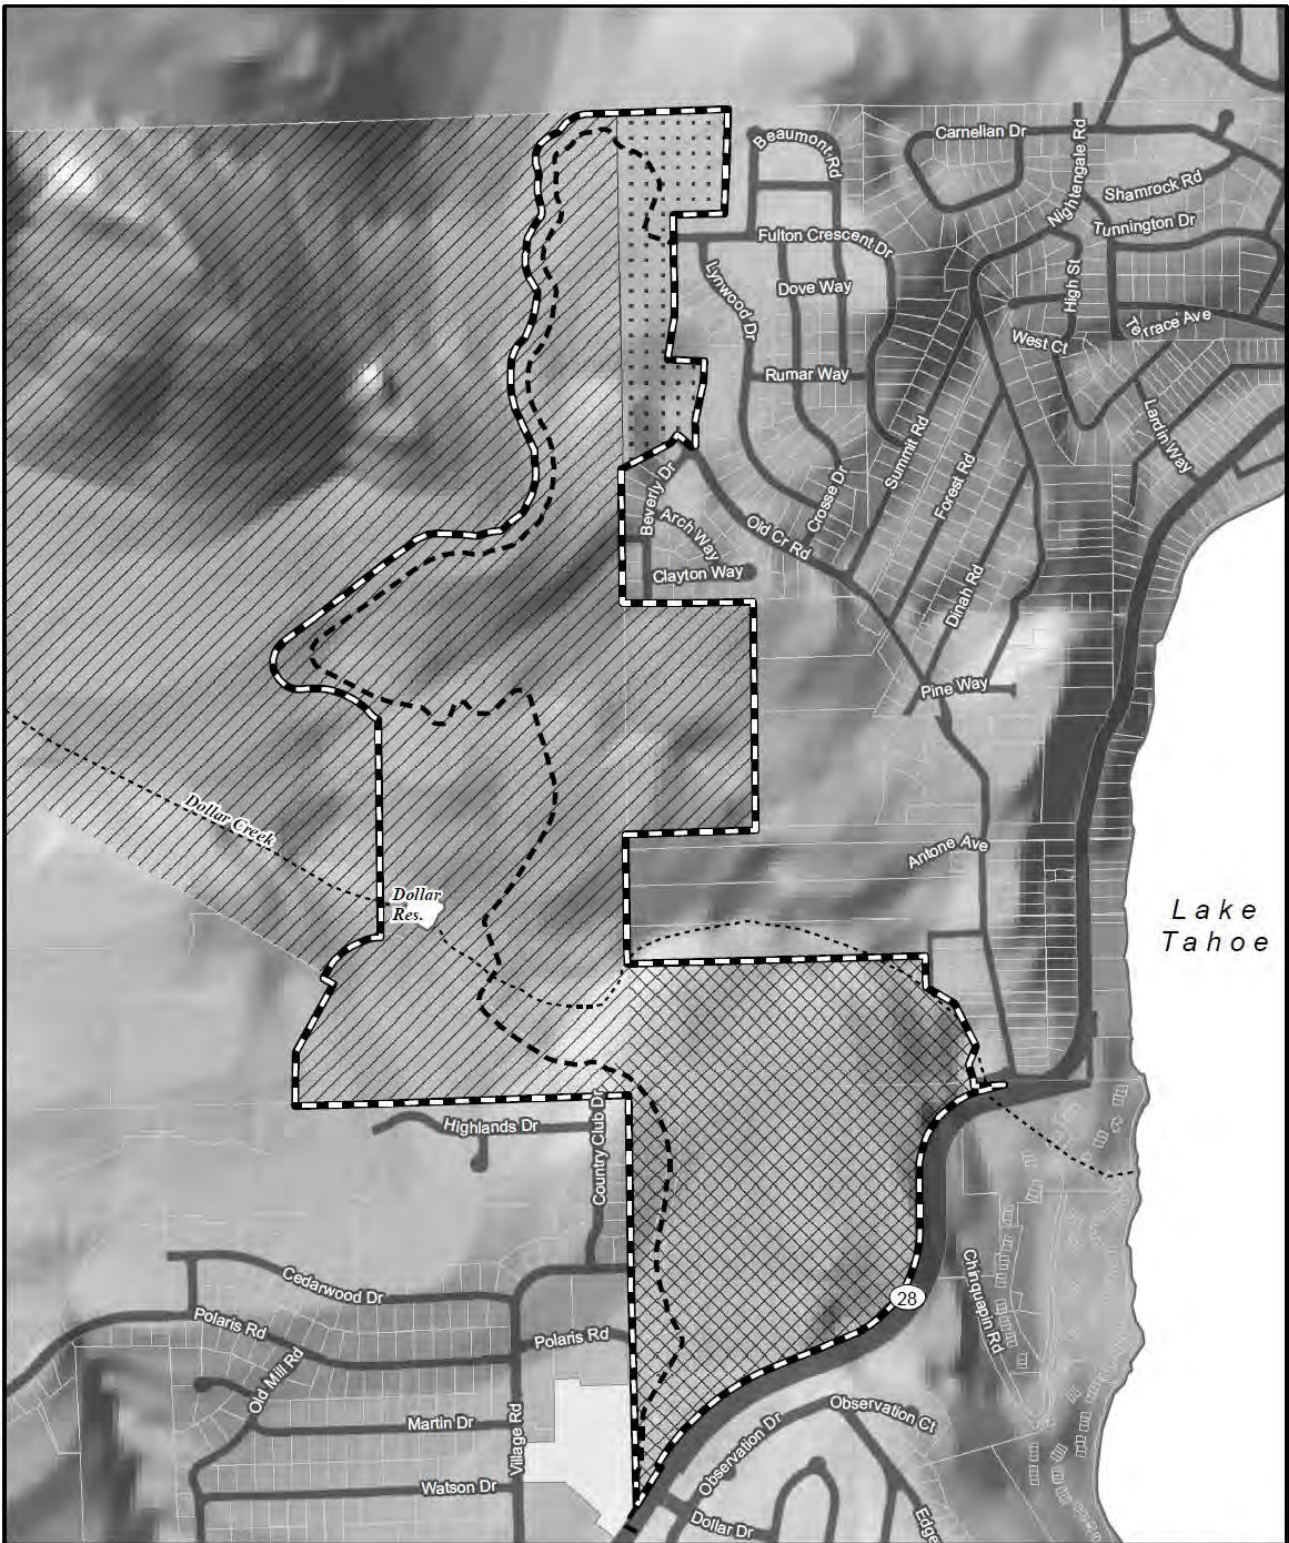 Carnelian Dr
Beaumont Rd
Nightengale Rd
Shamrock Rd
Tunnington Dr
Fulton Crescent Dr
Lynwood Dr
Dove Way
High St
Terrace Ave
West Ct
Rumar Way
Lardin Way
Summit Rd
Forest Rd
Crosse Dr
Beverly Dr
Arch Way
Old Cr Rd
Clayton Way
Dinah Rd
Pine Way
Dollar Creek
Antone Ave
Dollar
Res.
Lake
Tahoe
Highlands Dr
Country Club Dr
Cedarwood Dr
28
Chinquapin Rd
Polaris Rd
Polaris Rd
Old Mill Rd
Martin Dr
Village Rd
Observation Dr
Observation Ct
Watson Dr
Dollar Dr
Edge